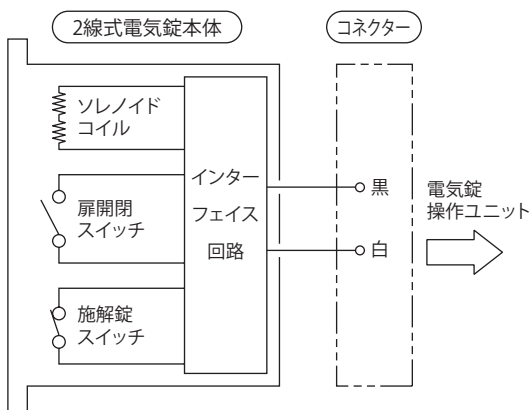 2線式電気錠本体
コネクター
ソレノイド
コイル
扉開閉
スイッチ
施解錠
スイッチ
インター
フェイス
回路
黒
白
電気錠
操作ユニット